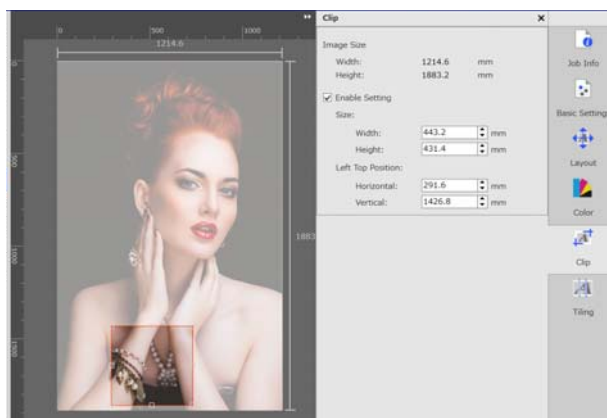 Clip
Image Size
Width: 1214.6 mm
Height: 1883.2 mm
Enable Setting
Size:
Width: 443.2 mm
Height: 431.4 mm
Left Top Position:
Horizontal: 291.6 mm
Vertical: 1426.8 mm
0 500 1000
1214.6
0
500
1000
1500
1883
Job Info
Basic Setting
Layout
Color
Clip
Tiling